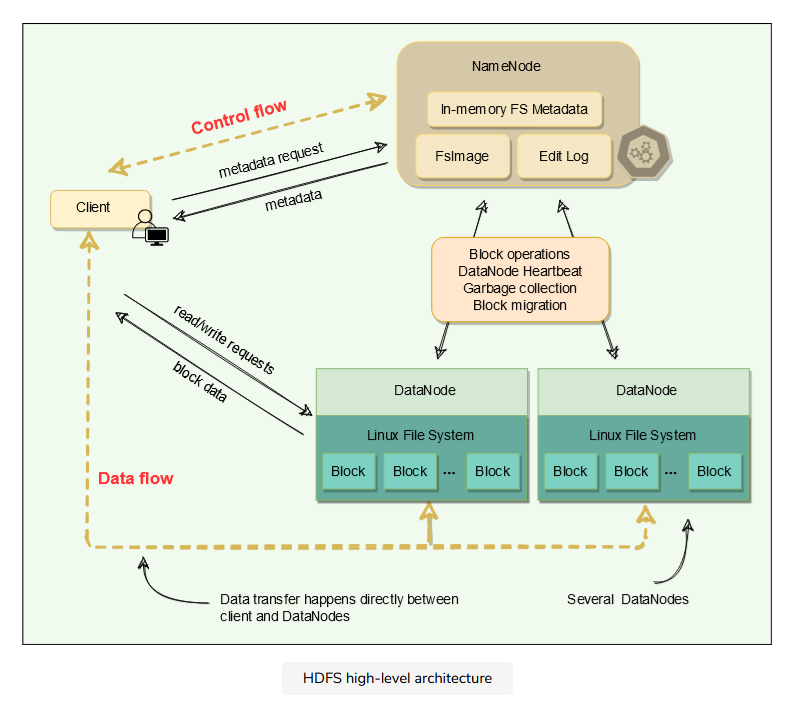 NameNode
In-memory FS Metadata
FsImage
Edit Log
Control flow
metadata request
metadata
Client
Block operations
DataNode Heartbeat
Garbage collection
Block migration
read/write requests
block data
DataNode
Linux File System
Block
Block
...
Block
DataNode
Linux File System
Block
Block
...
Block
Data flow
Data transfer happens directly between
client and DataNodes
Several DataNodes
HDFS high-level architecture